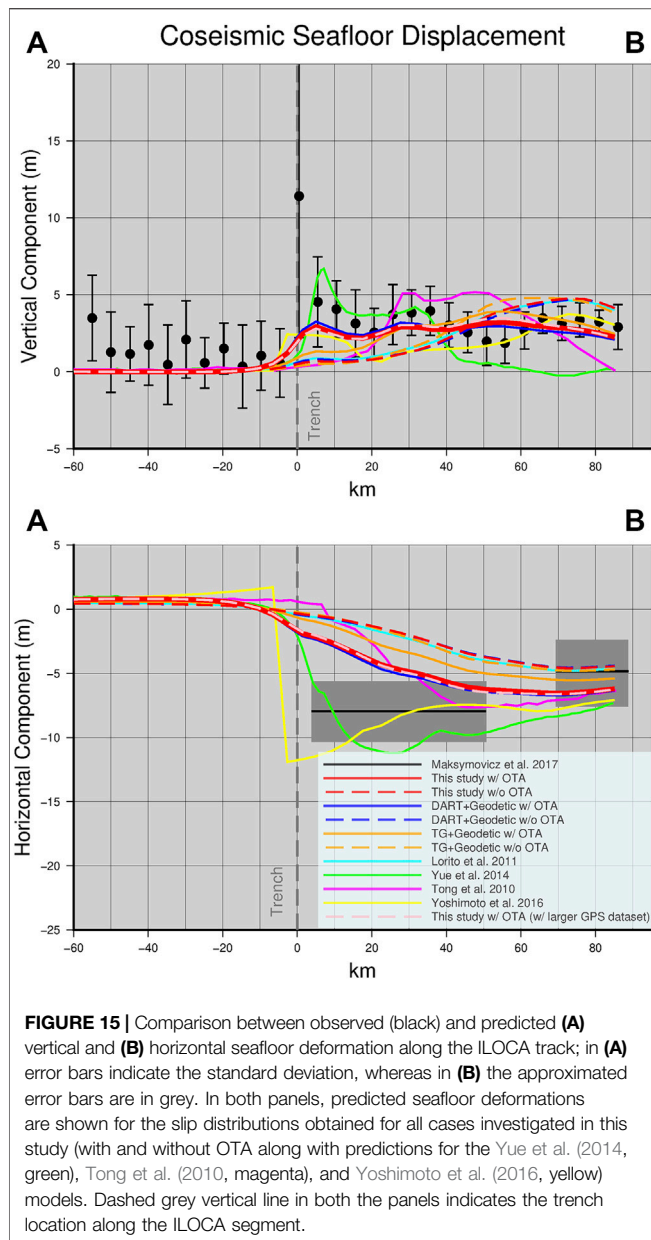 A
Coseismic Seafloor Displacement
B
20
15
10
5
0
−5
Vertical Component (m)
Trench
−60
−40
−20
0
20
40
60
80
km
A
B
5
0
−5
−10
−15
−20
−25
Horizontal Component (m)
Trench
Maksymovicz et al. 2017
This study w/ OTA
This study w/o OTA
DART+Geodetic w/ OTA
DART+Geodetic w/o OTA
TG+Geodetic w/ OTA
TG+Geodetic w/o OTA
Lorito et al. 2011
Yue et al. 2014
Tong et al. 2010
Yoshimoto et al. 2016
This study w/ OTA (w/ larger GPS dataset)
−60
−40
−20
0
20
40
60
80
km
FIGURE 15 | Comparison between observed (black) and predicted (A)
vertical and (B) horizontal seafloor deformation along the ILOCA track; in (A)
error bars indicate the standard deviation, whereas in (B) the approximated
error bars are in grey. In both panels, predicted seafloor deformations
are shown for the slip distributions obtained for all cases investigated in this
study (with and without OTA along with predictions for the Yue et al. (2014,
green), Tong et al. (2010, magenta), and Yoshimoto et al. (2016, yellow)
models. Dashed grey vertical line in both the panels indicates the trench
location along the ILOCA segment.